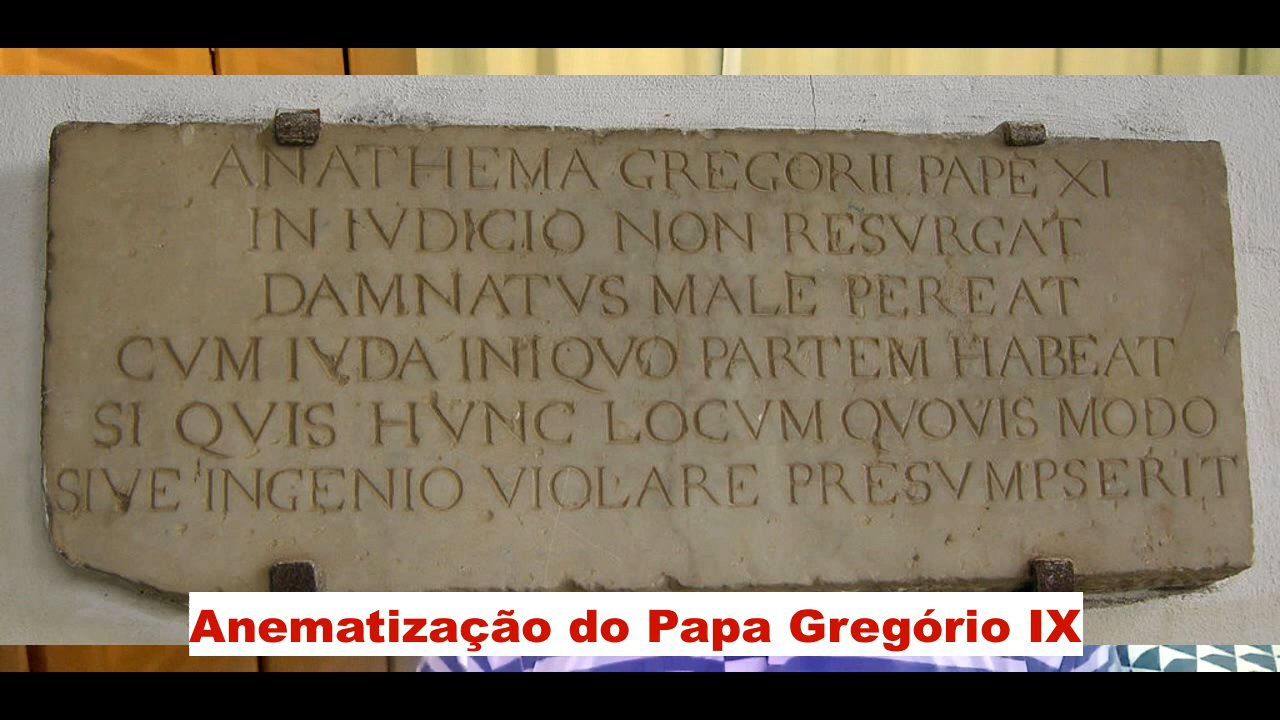 ANATHEMA GREGORII PAPE XI
IN IVDICIO NON RESVRGAT
DAMNATVS MALE PEREAT
CVM IVDA INIQVO PARTEM HABEAT
SI QVIS HVNC LOCVM QVOVIS MODO
SIVE INGENIO VIOLARE PRESVMPSERIT
Anematização do Papa Gregório IX